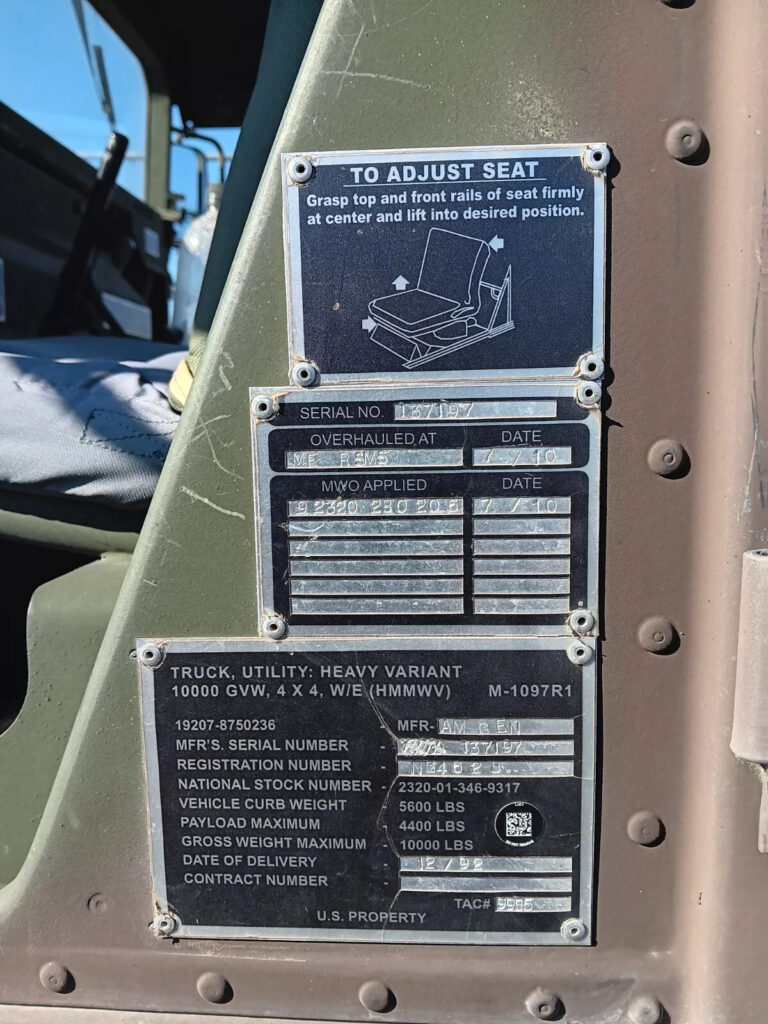 TO ADJUST SEAT
Grasp top and front rails of seat firmly
at center and lift into desired position.
SERIAL NO. 137197
OVERHAULED AT DATE
RSMS 7 / 10
MWO APPLIED DATE
7 / 10
TRUCK, UTILITY: HEAVY VARIANT
10000 GVW, 4 X 4, W/E (HMMWV) M-1097R1
19207-8750236 - MFR- AM GEN
MFR'S. SERIAL NUMBER - 137197
REGISTRATION NUMBER -
NATIONAL STOCK NUMBER - 2320-01-346-9317
VEHICLE CURB WEIGHT 5600 LBS
PAYLOAD MAXIMUM - 4400 LBS
GROSS WEIGHT MAXIMUM - 10000 LBS
DATE OF DELIVERY - 12/92
CONTRACT NUMBER -
TAC#
U.S. PROPERTY